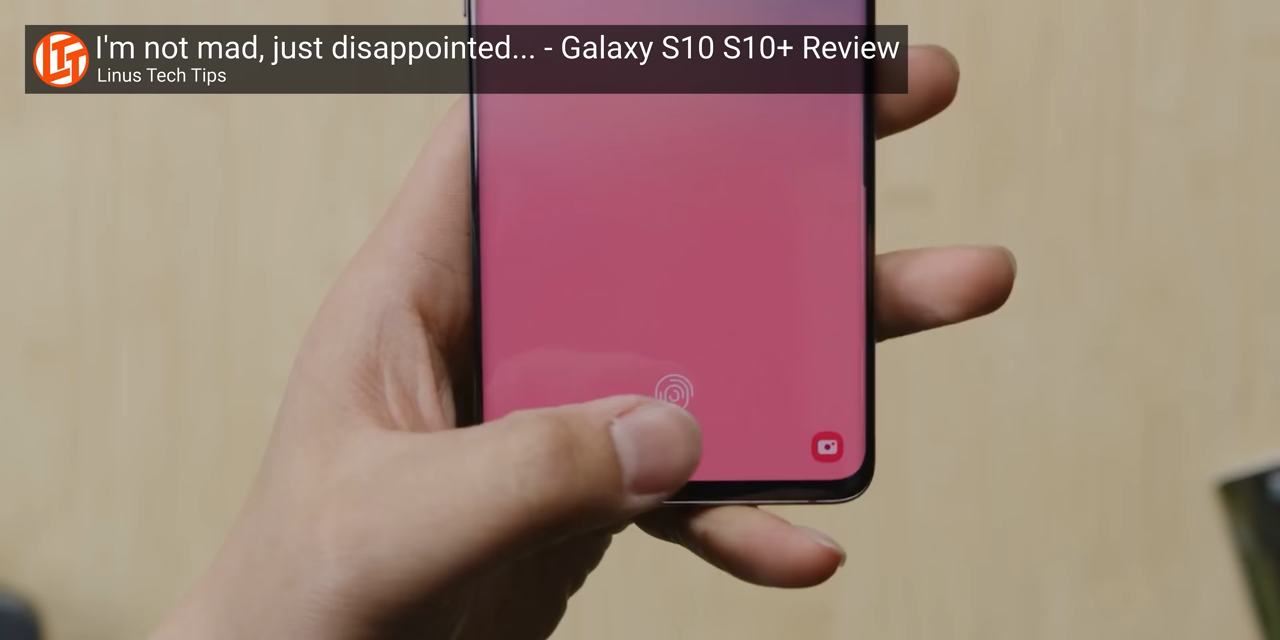 I'm not mad, just disappointed... - Galaxy S10 S10+ Review
Linus Tech Tips